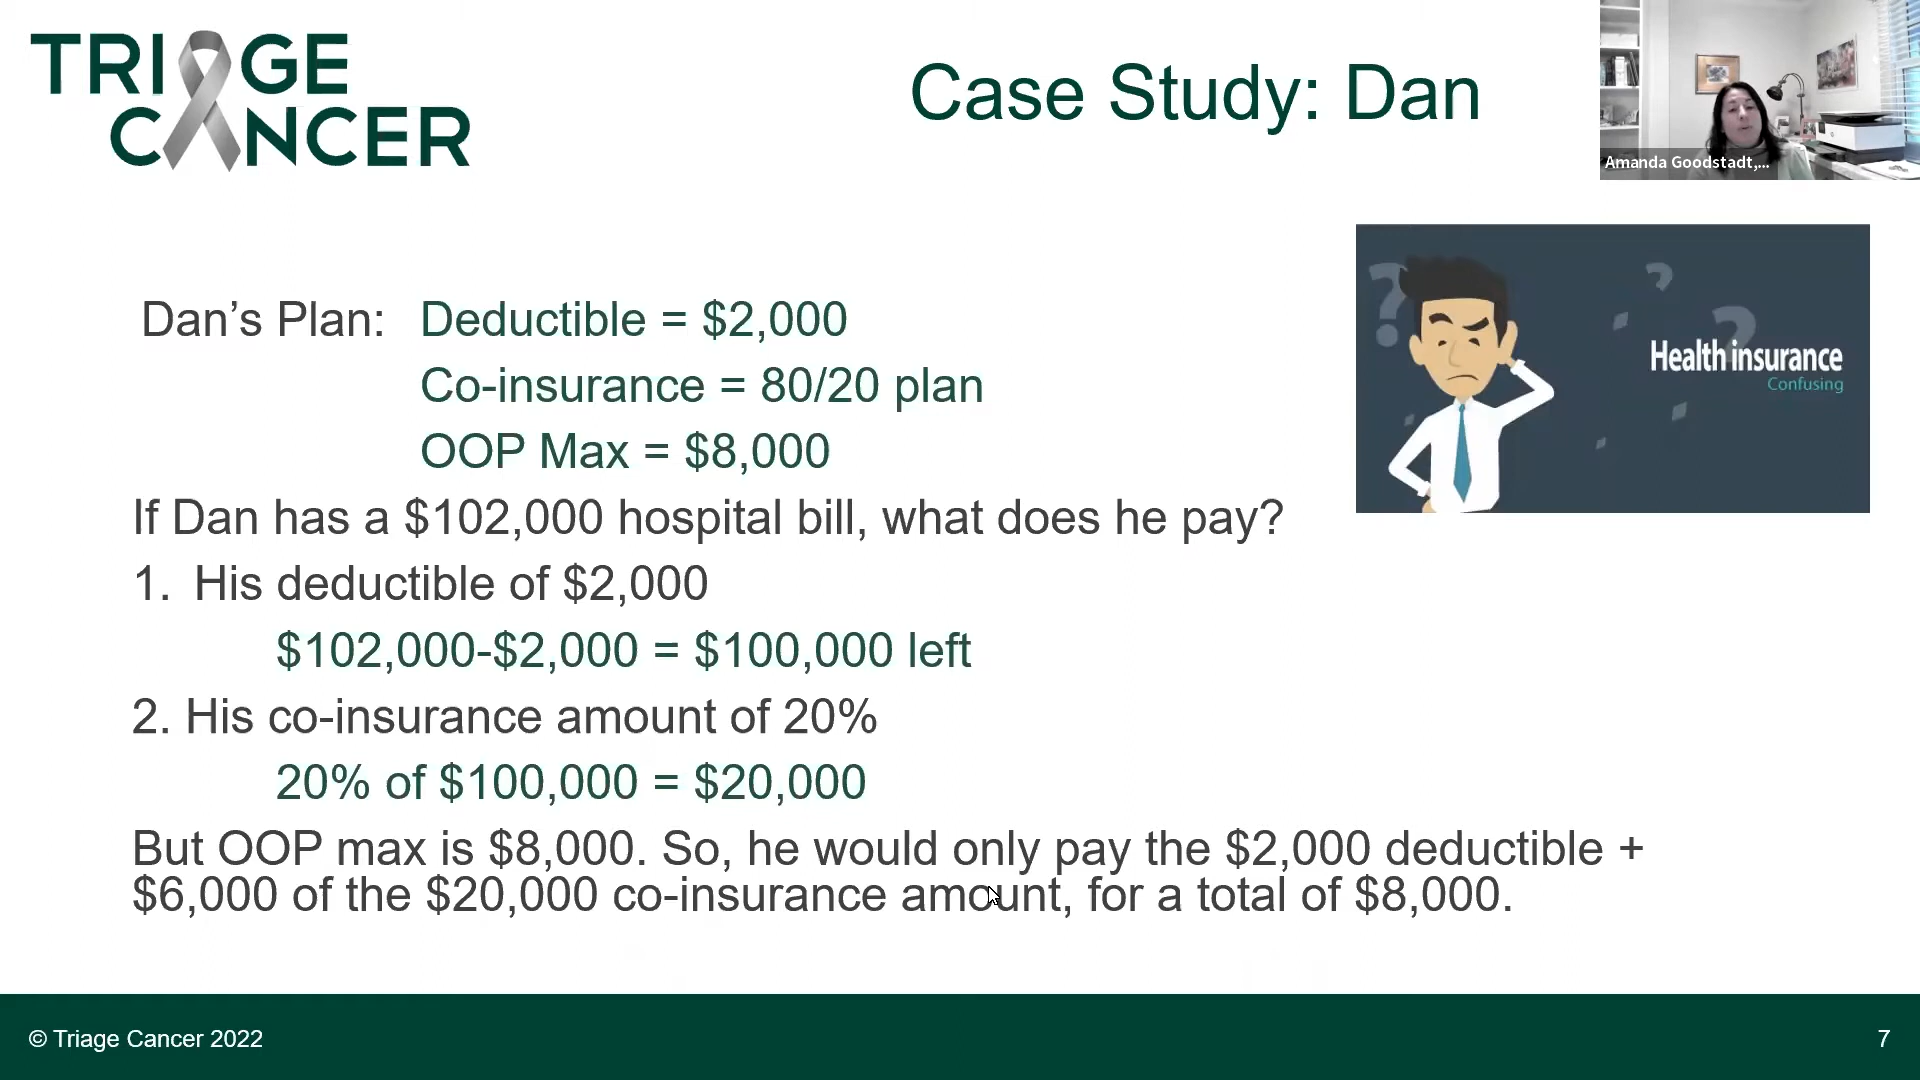 TRIAGE
CANCER
Case Study: Dan
Amanda Goodstadt,...
Dan’s Plan: Deductible = $2,000
Co-insurance = 80/20 plan
OOP Max = $8,000
Health insurance
Confusing
If Dan has a $102,000 hospital bill, what does he pay?
1. His deductible of $2,000
$102,000-$2,000 = $100,000 left
2. His co-insurance amount of 20%
20% of $100,000 = $20,000
But OOP max is $8,000. So, he would only pay the $2,000 deductible +
$6,000 of the $20,000 co-insurance amount, for a total of $8,000.
© Triage Cancer 2022
7